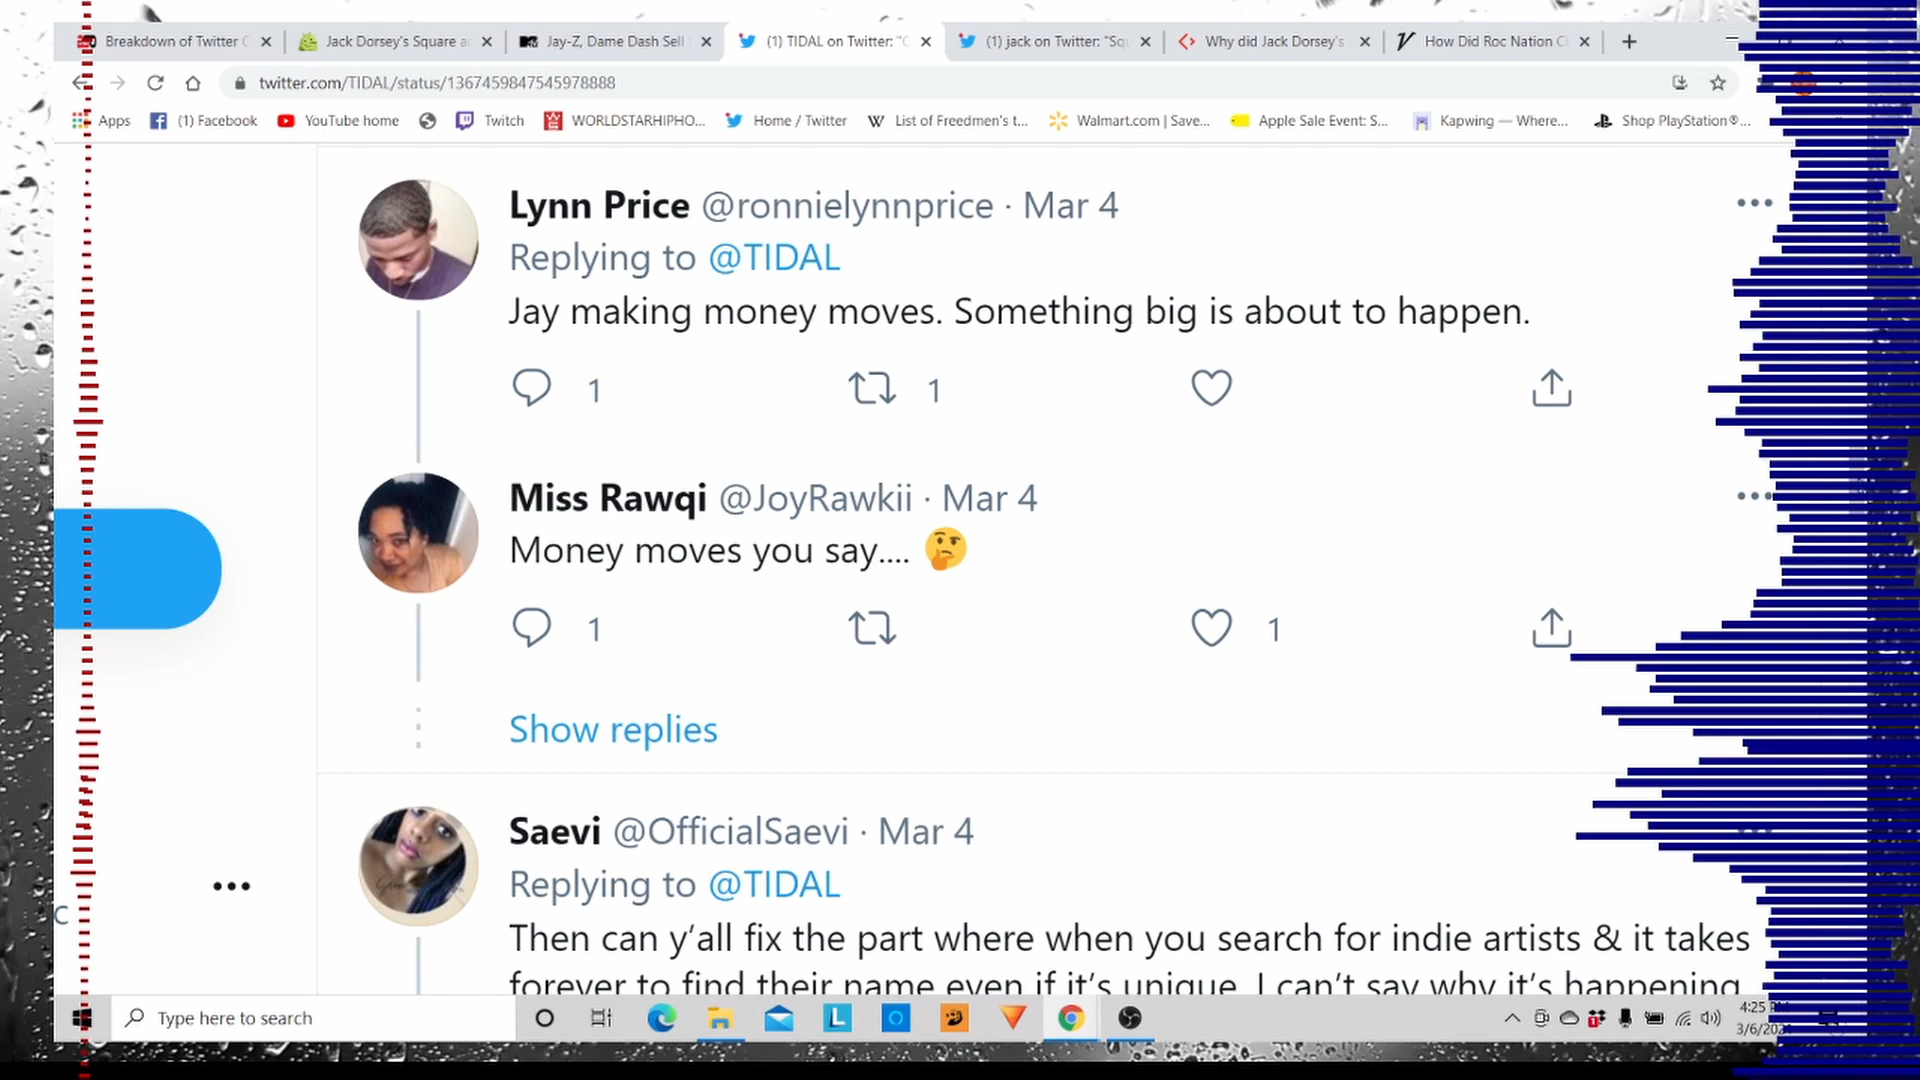 Breakdown of Twitter
Jack Dorsey's Square a
Jay-Z, Dame Dash Sell
(1) TIDAL on Twitter: "
(1) jack on Twitter: "Sq
Why did Jack Dorsey's
How Did Roc Nation C
twitter.com/TIDAL/status/1367459847545978888
Apps
(1) Facebook
YouTube home
Twitch
WORLDSTARHIPHO...
Home / Twitter
List of Freedmen's t...
Walmart.com | Save...
Apple Sale Event: S...
Kapwing — Where...
Shop PlayStation®...
Lynn Price @ronnielynnprice · Mar 4
Replying to @TIDAL
Jay making money moves. Something big is about to happen.
1
1
Miss Rawqi @JoyRawkii · Mar 4
Money moves you say.... 🤔
1
1
Show replies
Saevi @OfficialSaevi · Mar 4
Replying to @TIDAL
Then can y'all fix the part where when you search for indie artists & it takes
forever to find their name even if it's unique. I can't say why it's happening
Type here to search
4:25
3/6/202